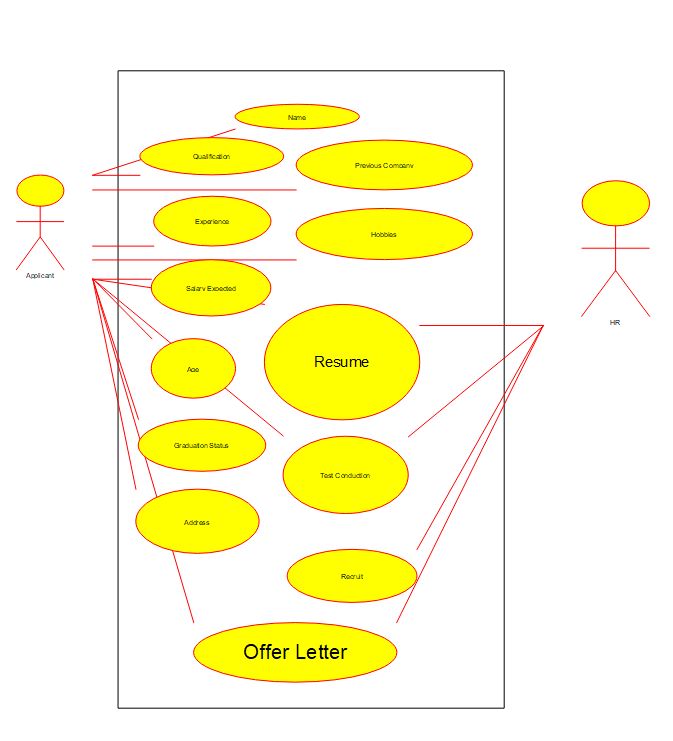 Name
Qualification
Previous Company
Experience
Hobbies
Applicant
Salary Expected
HR
Resume
Age
Graduation Status
Test Conduction
Address
Recruit
Offer Letter